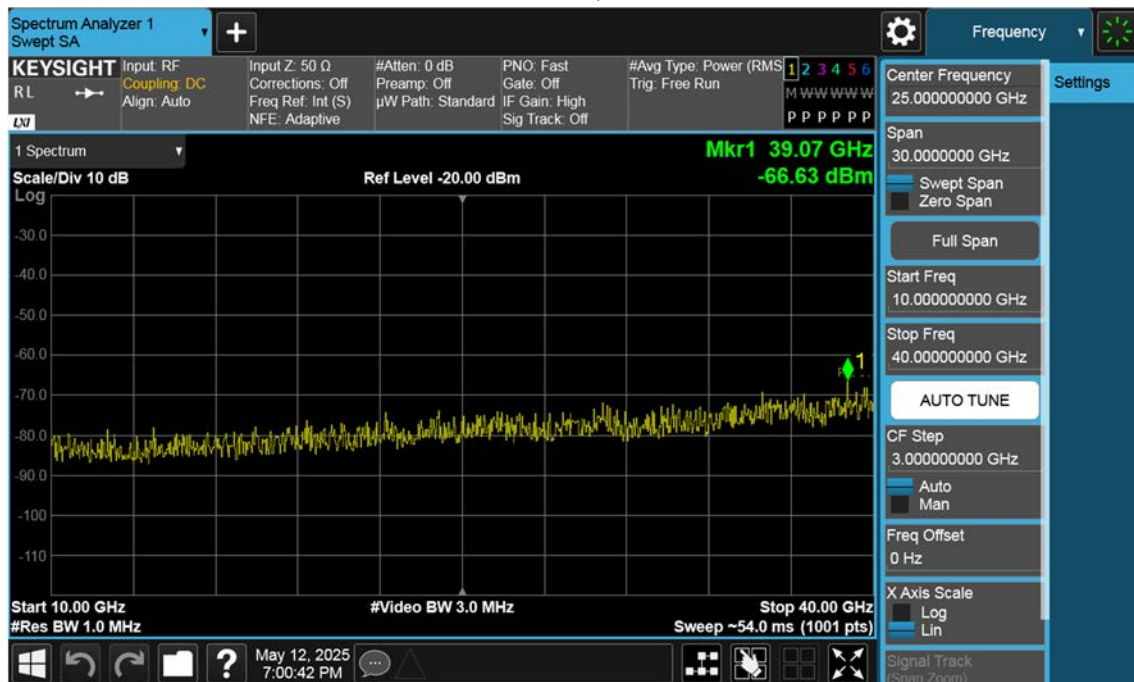 Spectrum Analyzer 1
Swept SA
+
Frequency
KEYSIGHT
RL
LXI
Input: RF
Coupling: DC
Align: Auto
Input Z: 50 Ω
Corrections: Off
Freq Ref: Int (S)
NFE: Adaptive
#Atten: 0 dB
Preamp: Off
µW Path: Standard
PNO: Fast
Gate: Off
IF Gain: High
Sig Track: Off
#Avg Type: Power (RMS
Trig: Free Run
1 2 3 4 5 6
M W W W W W
P P P P P P
1 Spectrum
Scale/Div 10 dB
Ref Level -20.00 dBm
Mkr1 39.07 GHz
-66.63 dBm
Log
-30.0
-40.0
-50.0
-60.0
-70.0
-80.0
-90.0
-100
-110
1
Start 10.00 GHz
#Video BW 3.0 MHz
Stop 40.00 GHz
#Res BW 1.0 MHz
Sweep ~54.0 ms (1001 pts)
Center Frequency
25.000000000 GHz
Settings
Span
30.0000000 GHz
Swept Span
Zero Span
Full Span
Start Freq
10.000000000 GHz
Stop Freq
40.000000000 GHz
AUTO TUNE
CF Step
3.000000000 GHz
Auto
Man
Freq Offset
0 Hz
X Axis Scale
Log
Lin
Signal Track
(Span Zoom)
?
May 12, 2025
7:00:42 PM